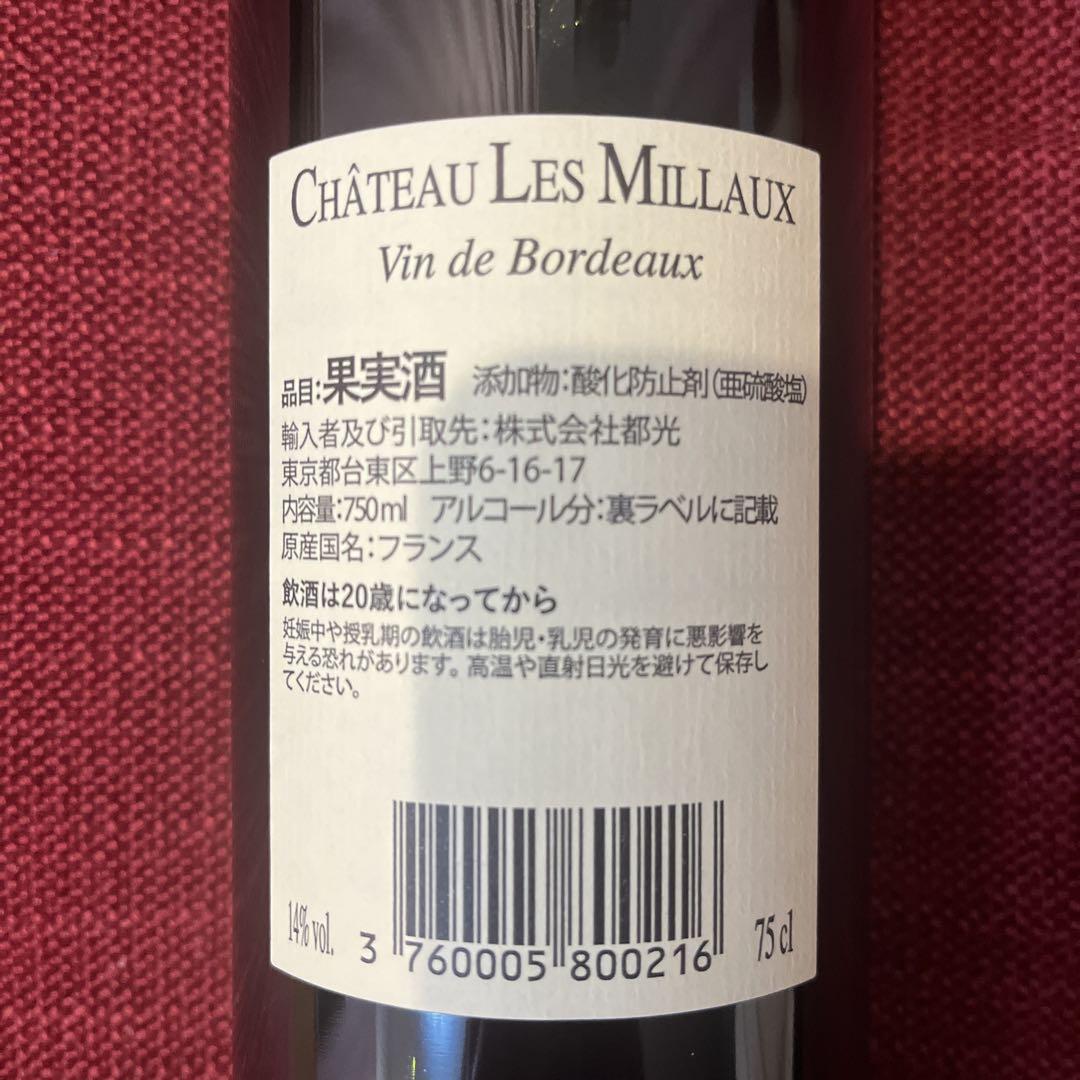 CHÂTEAU LES MILLAUX
Vin de Bordeaux
品目:果実酒 添加物:酸化防止剤(亜硫酸塩)
輸入者及び引取先:株式会社都光
東京都台東区上野6-16-17
内容量:750ml アルコール分:裏ラベルに記載
原産国名:フランス
飲酒は20歳になってから
妊娠中や授乳期の飲酒は胎児・乳児の発育に悪影響を
与える恐れがあります。高温や直射日光を避けて保存し
てください。
14% vol. 3 760005 800216 75 cl